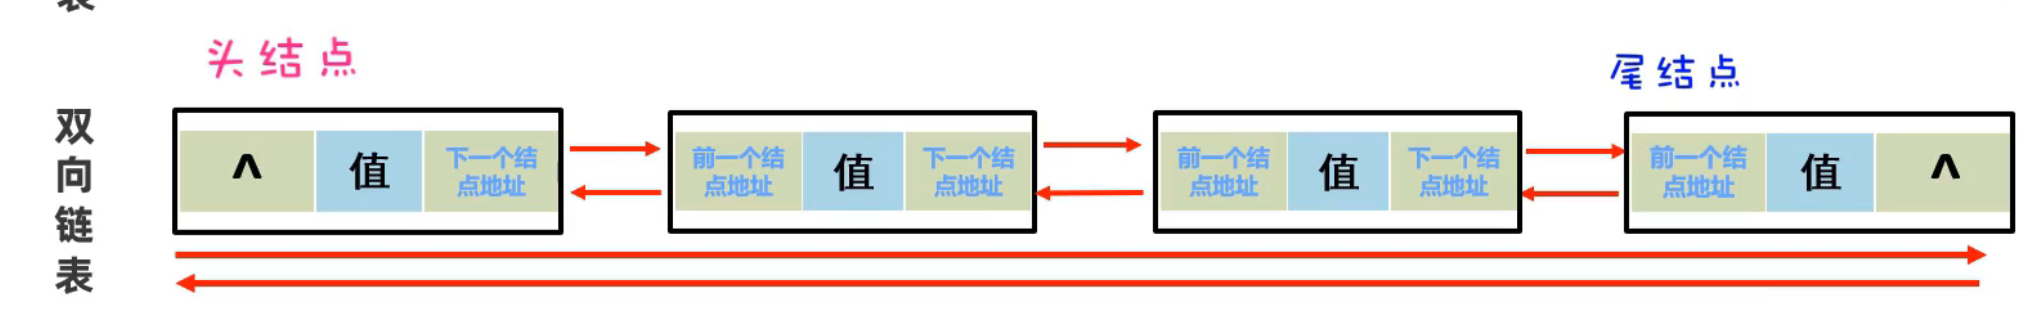 表
头结点
尾结点
双向链表
^
值
下一个结
点地址
前一个结
点地址
值
下一个结
点地址
前一个结
点地址
值
下一个结
点地址
前一个结
点地址
值
^